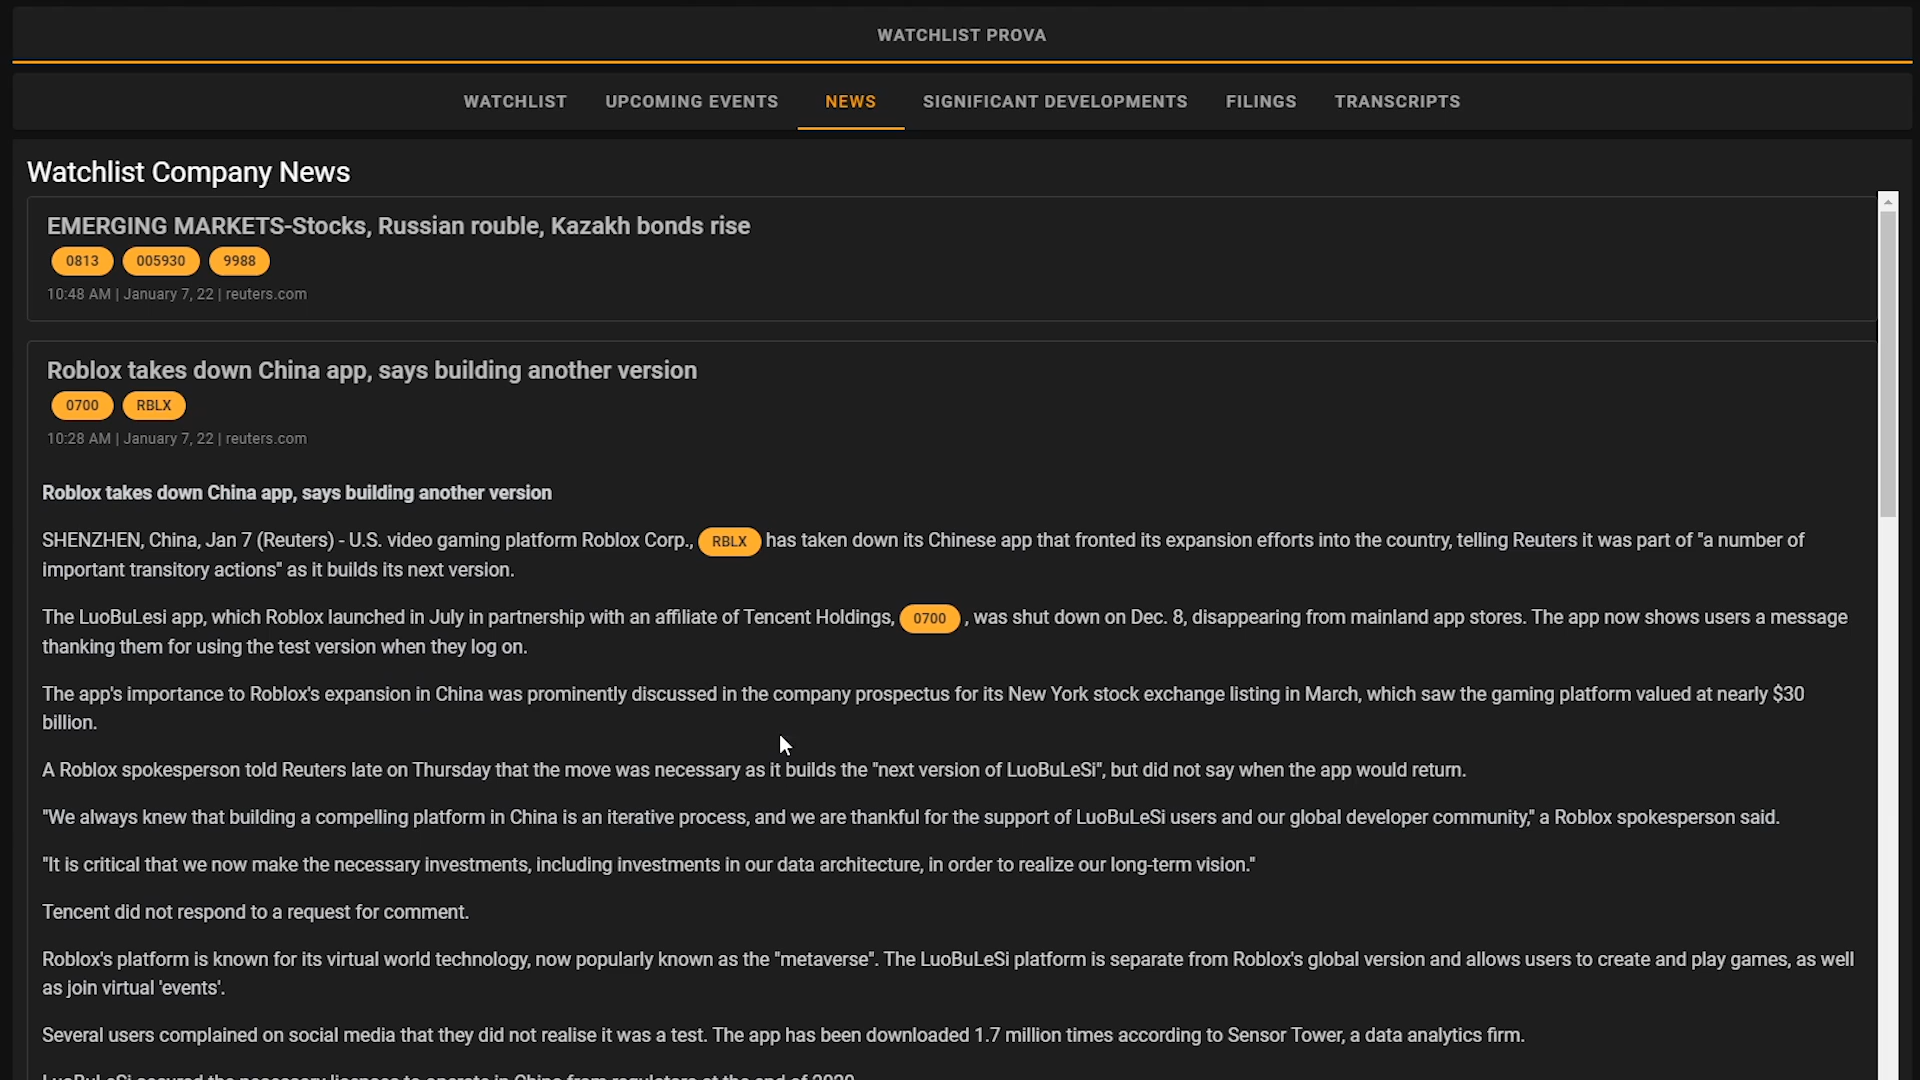 WATCHLIST PROVA
WATCHLIST UPCOMING EVENTS NEWS SIGNIFICANT DEVELOPMENTS FILINGS TRANSCRIPTS
Watchlist Company News
EMERGING MARKETS-Stocks, Russian rouble, Kazakh bonds rise
0813 005930 9988
10:48 AM | January 7, 22 | reuters.com
Roblox takes down China app, says building another version
0700 RBLX
10:28 AM | January 7, 22 | reuters.com
Roblox takes down China app, says building another version
SHENZHEN, China, Jan 7 (Reuters) - U.S. video gaming platform Roblox Corp., RBLX has taken down its Chinese app that fronted its expansion efforts into the country, telling Reuters it was part of "a number of
important transitory actions" as it builds its next version.
The LuoBuLesi app, which Roblox launched in July in partnership with an affiliate of Tencent Holdings, 0700 , was shut down on Dec. 8, disappearing from mainland app stores. The app now shows users a message
thanking them for using the test version when they log on.
The app's importance to Roblox's expansion in China was prominently discussed in the company prospectus for its New York stock exchange listing in March, which saw the gaming platform valued at nearly $30
billion.
A Roblox spokesperson told Reuters late on Thursday that the move was necessary as it builds the "next version of LuoBuLeSi", but did not say when the app would return.
"We always knew that building a compelling platform in China is an iterative process, and we are thankful for the support of LuoBuLeSi users and our global developer community," a Roblox spokesperson said.
"It is critical that we now make the necessary investments, including investments in our data architecture, in order to realize our long-term vision."
Tencent did not respond to a request for comment.
Roblox's platform is known for its virtual world technology, now popularly known as the "metaverse". The LuoBuLeSi platform is separate from Roblox's global version and allows users to create and play games, as well
as join virtual 'events'.
Several users complained on social media that they did not realise it was a test. The app has been downloaded 1.7 million times according to Sensor Tower, a data analytics firm.
LuoBuLeSi secured the necessary licenses to operate in China from regulators at the end of 2020